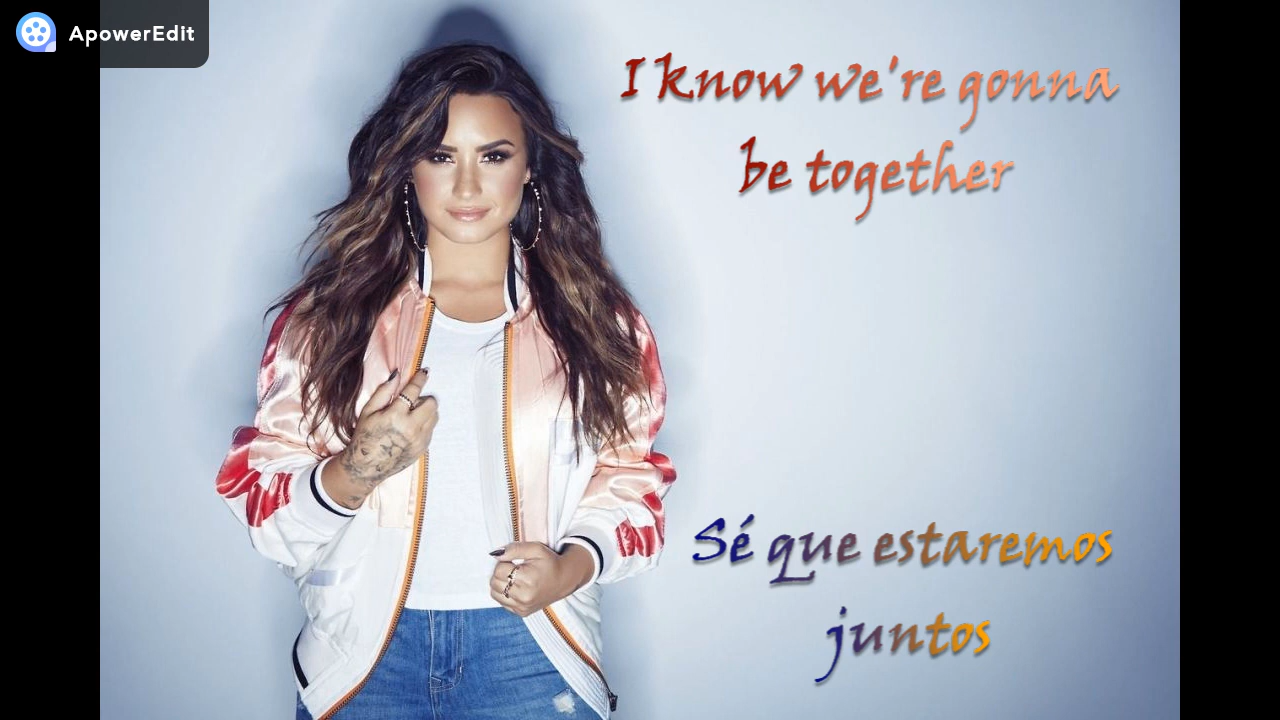 ApowerEdit
I know we're gonna
be together
Sé que estaremos
juntos